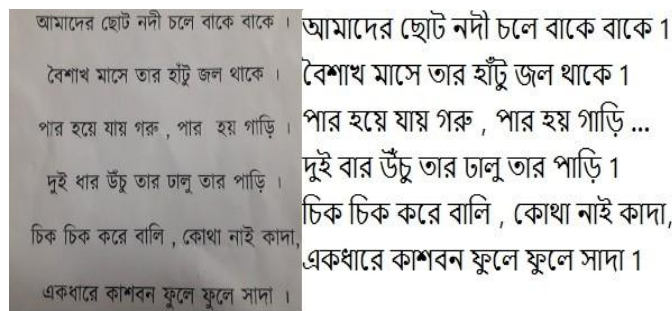 আমাদের ছোট নদী চলে বাকে বাকে ।
বৈশাখ মাসে তার হাঁটু জল থাকে ।
পার হয়ে যায় গরু , পার হয় গাড়ি ।
দুই ধার উঁচু তার ঢালু তার পাড়ি ।
চিক চিক করে বালি , কোথা নাই কাদা,
একধারে কাশবন ফুলে ফুলে সাদা ।
আমাদের ছোট নদী চলে বাকে বাকে 1
বৈশাখ মাসে তার হাঁটু জল থাকে 1
পার হয়ে যায় গরু , পার হয় গাড়ি ...
দুই বার উঁচু তার ঢালু তার পাড়ি 1
চিক চিক করে বালি , কোথা নাই কাদা,
একধারে কাশবন ফুলে ফুলে সাদা 1